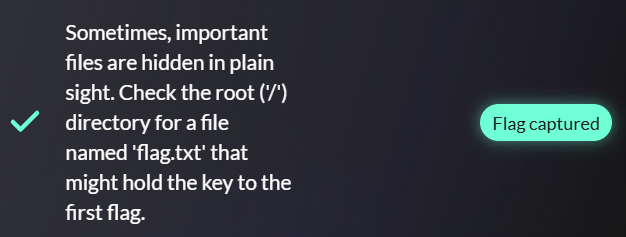 Sometimes, important
files are hidden in plain
sight. Check the root ('/')
directory for a file
named 'flag.txt' that
might hold the key to the
first flag.
Flag captured